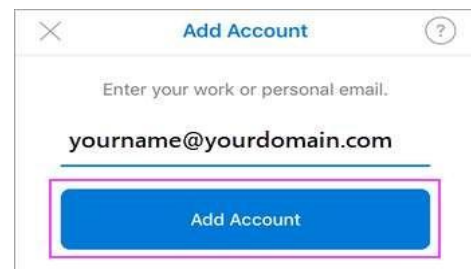 Add Account
?
Enter your work or personal email.
yourname@yourdomain.com
Add Account